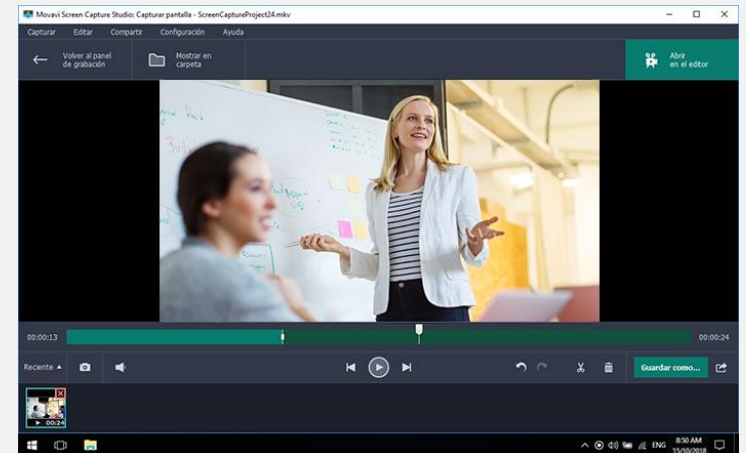 Movavi Screen Capture Studio: Capturar pantalla - ScreenCaptureProject24.mkv
Capturar Editar Compartir Configuración Ayuda
Volver al panel
de grabación
Mostrar en
carpeta
Abrir
en el editor
00:00:13
00:00:24
Reciente
Guardar como...
00:24
ENG
8:50 AM
15/10/2018